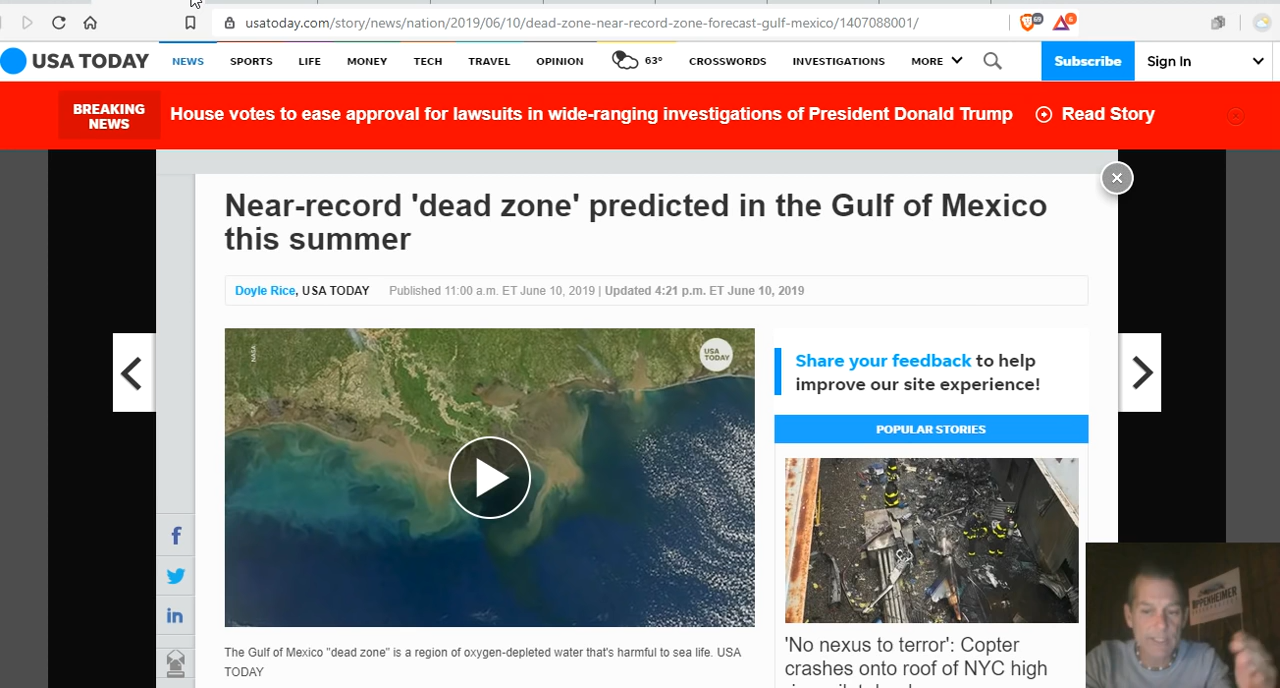 usatoday.com/story/news/nation/2019/06/10/dead-zone-near-record-zone-forecast-gulf-mexico/1407088001/
69
6
USA TODAY
NEWS SPORTS LIFE MONEY TECH TRAVEL OPINION 63° CROSSWORDS INVESTIGATIONS MORE Subscribe Sign In
BREAKING
NEWS
House votes to ease approval for lawsuits in wide-ranging investigations of President Donald Trump Read Story
Near-record 'dead zone' predicted in the Gulf of Mexico
this summer
Doyle Rice, USA TODAY Published 11:00 a.m. ET June 10, 2019 | Updated 4:21 p.m. ET June 10, 2019
NASA
USA
TODAY
Share your feedback to help
improve our site experience!
POPULAR STORIES
The Gulf of Mexico "dead zone" is a region of oxygen-depleted water that's harmful to sea life. USA
TODAY
'No nexus to terror': Copter
crashes onto roof of NYC high